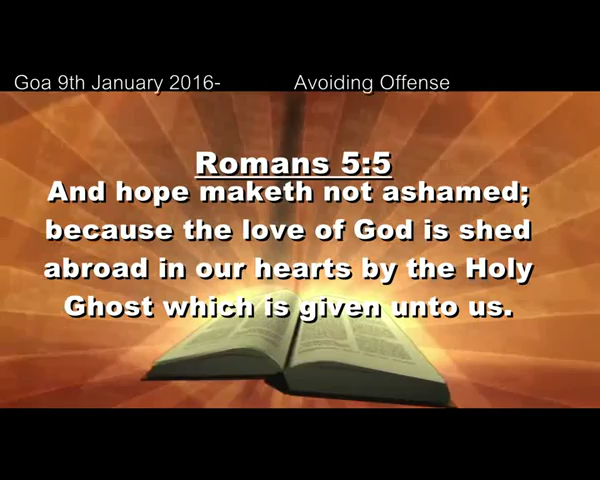 Goa 9th January 2016- Avoiding Offense
Romans 5:5
And hope maketh not ashamed;
because the love of God is shed
abroad in our hearts by the Holy
Ghost which is given unto us.